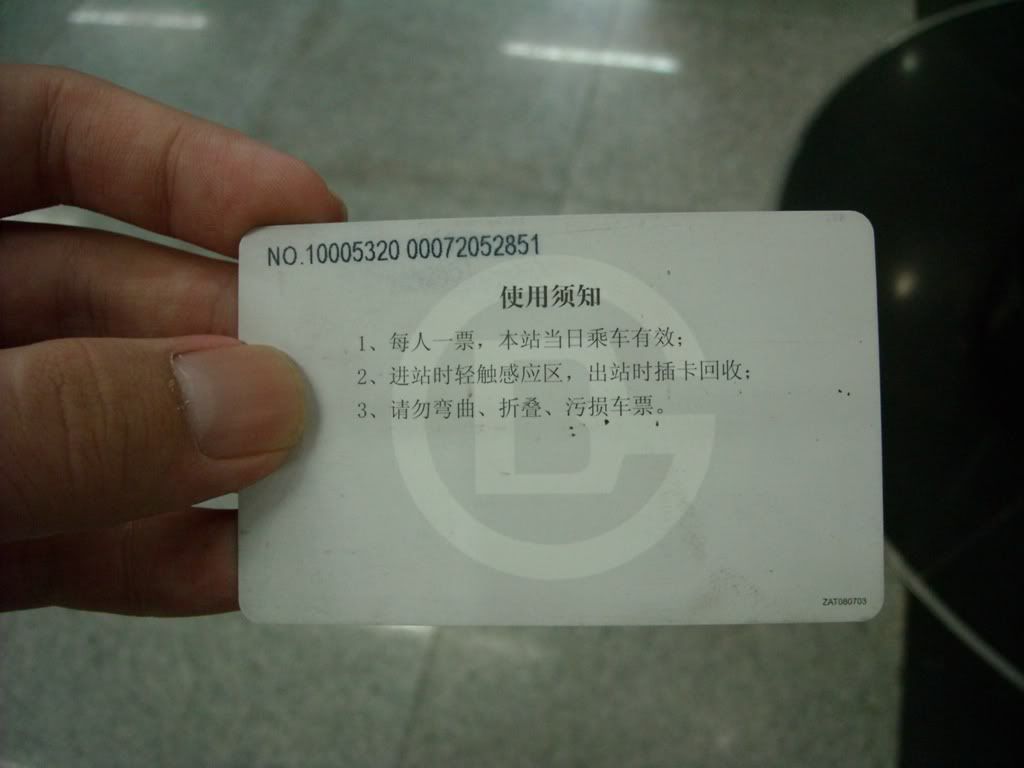 NO.10005320 00072052851
使用须知
1、每人一票，本站当日乘车有效；
2、进站时轻触感应区，出站时插卡回收；
3、请勿弯曲、折叠、污损车票。
ZAT080703